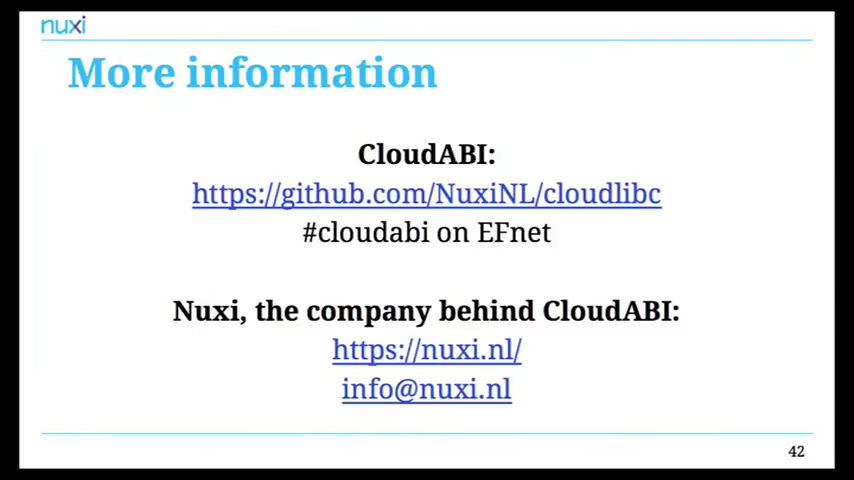 nuxi
More information
CloudABI:
https://github.com/NuxiNL/cloudlibc
#cloudabi on EFnet
Nuxi, the company behind CloudABI:
https://nuxi.nl/
info@nuxi.nl
42